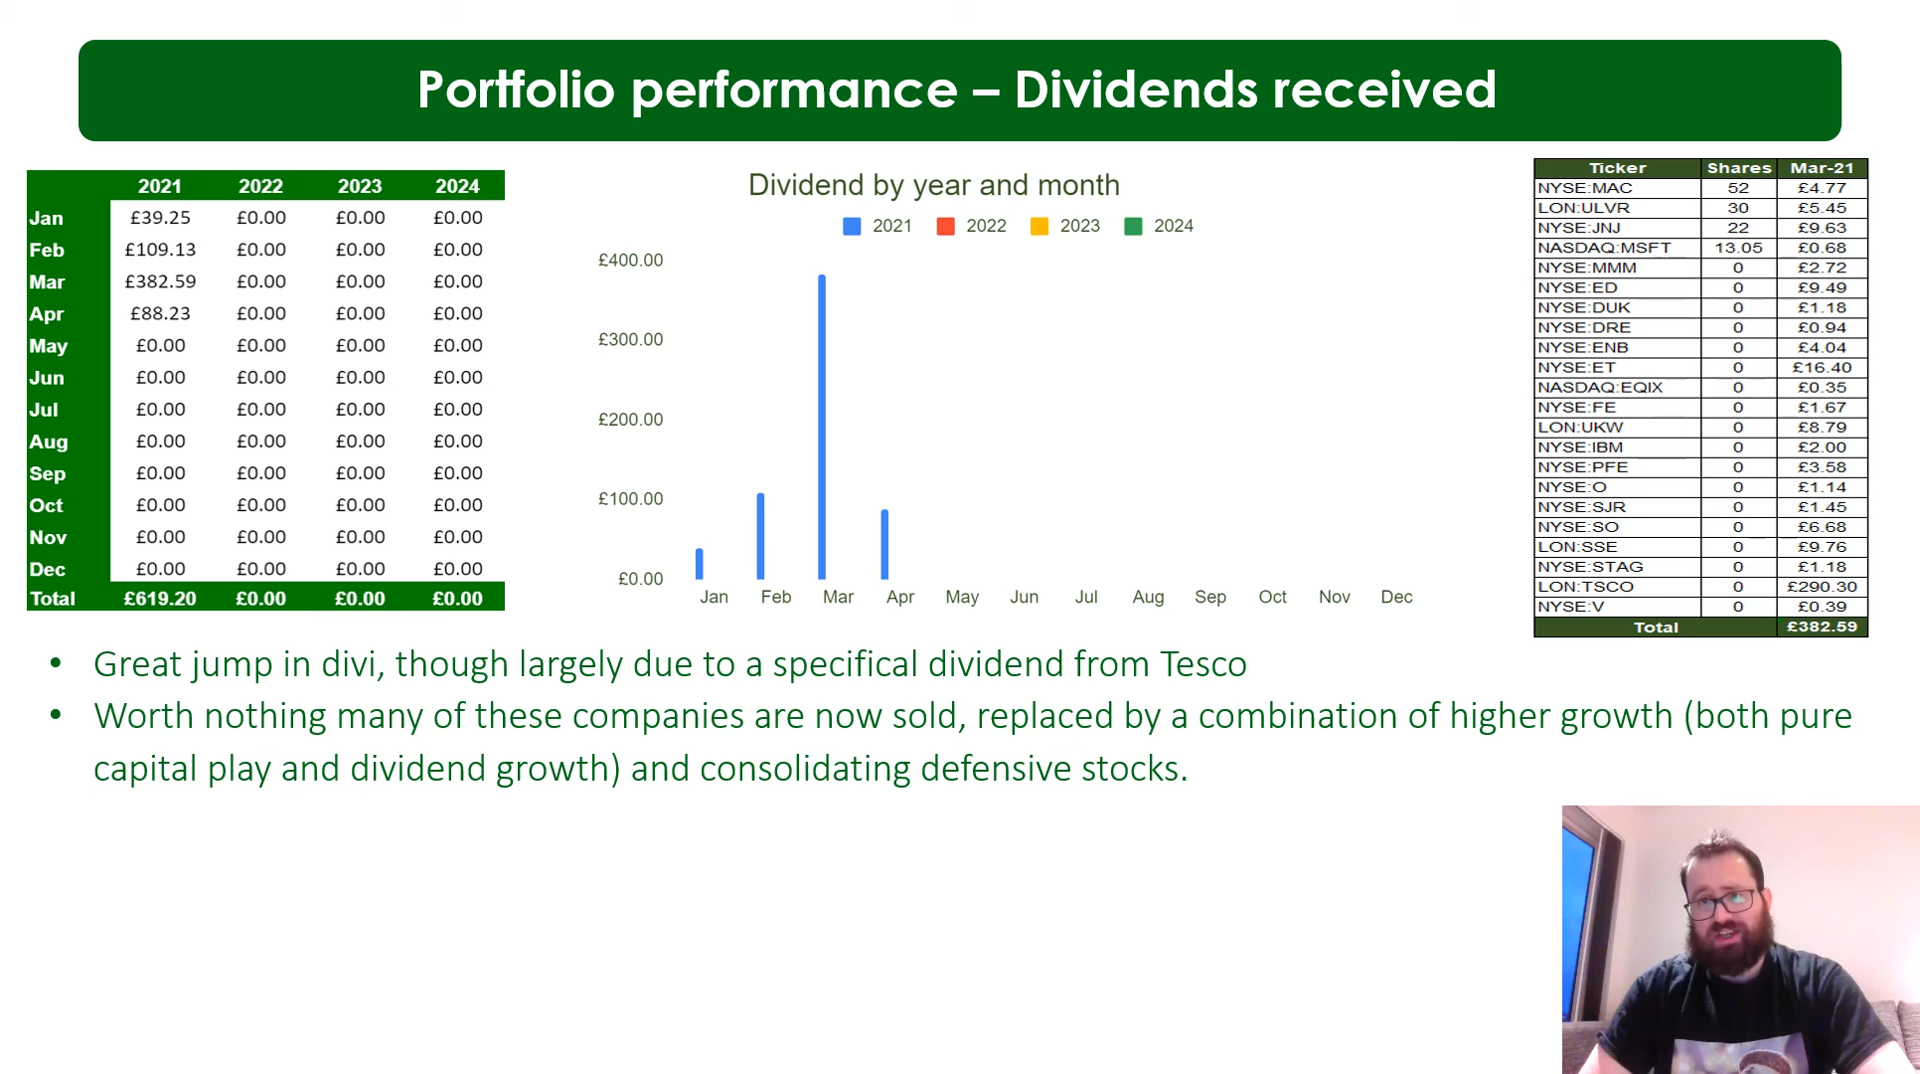 Portfolio performance – Dividends received
2021 2022 2023 2024
Jan £39.25 £0.00 £0.00 £0.00
Feb £109.13 £0.00 £0.00 £0.00
Mar £382.59 £0.00 £0.00 £0.00
Apr £88.23 £0.00 £0.00 £0.00
May £0.00 £0.00 £0.00 £0.00
Jun £0.00 £0.00 £0.00 £0.00
Jul £0.00 £0.00 £0.00 £0.00
Aug £0.00 £0.00 £0.00 £0.00
Sep £0.00 £0.00 £0.00 £0.00
Oct £0.00 £0.00 £0.00 £0.00
Nov £0.00 £0.00 £0.00 £0.00
Dec £0.00 £0.00 £0.00 £0.00
Total £619.20 £0.00 £0.00 £0.00
Dividend by year and month
2021 2022 2023 2024
£400.00
£300.00
£200.00
£100.00
£0.00
Jan Feb Mar Apr May Jun Jul Aug Sep Oct Nov Dec
Ticker Shares Mar-21
NYSE:MAC 52 £4.77
LON:ULVR 30 £5.45
NYSE:JNJ 22 £9.63
NASDAQ:MSFT 13.05 £0.68
NYSE:MMM 0 £2.72
NYSE:ED 0 £9.49
NYSE:DUK 0 £1.18
NYSE:DRE 0 £0.94
NYSE:ENB 0 £4.04
NYSE:ET 0 £16.40
NASDAQ:EQIX 0 £0.35
NYSE:FE 0 £1.67
LON:UKW 0 £8.79
NYSE:IBM 0 £2.00
NYSE:PFE 0 £3.58
NYSE:O 0 £1.14
NYSE:SJR 0 £1.45
NYSE:SO 0 £6.68
LON:SSE 0 £9.76
NYSE:STAG 0 £1.18
LON:TSCO 0 £290.30
NYSE:V 0 £0.39
Total £382.59
• Great jump in divi, though largely due to a specifical dividend from Tesco
• Worth nothing many of these companies are now sold, replaced by a combination of higher growth (both pure
capital play and dividend growth) and consolidating defensive stocks.